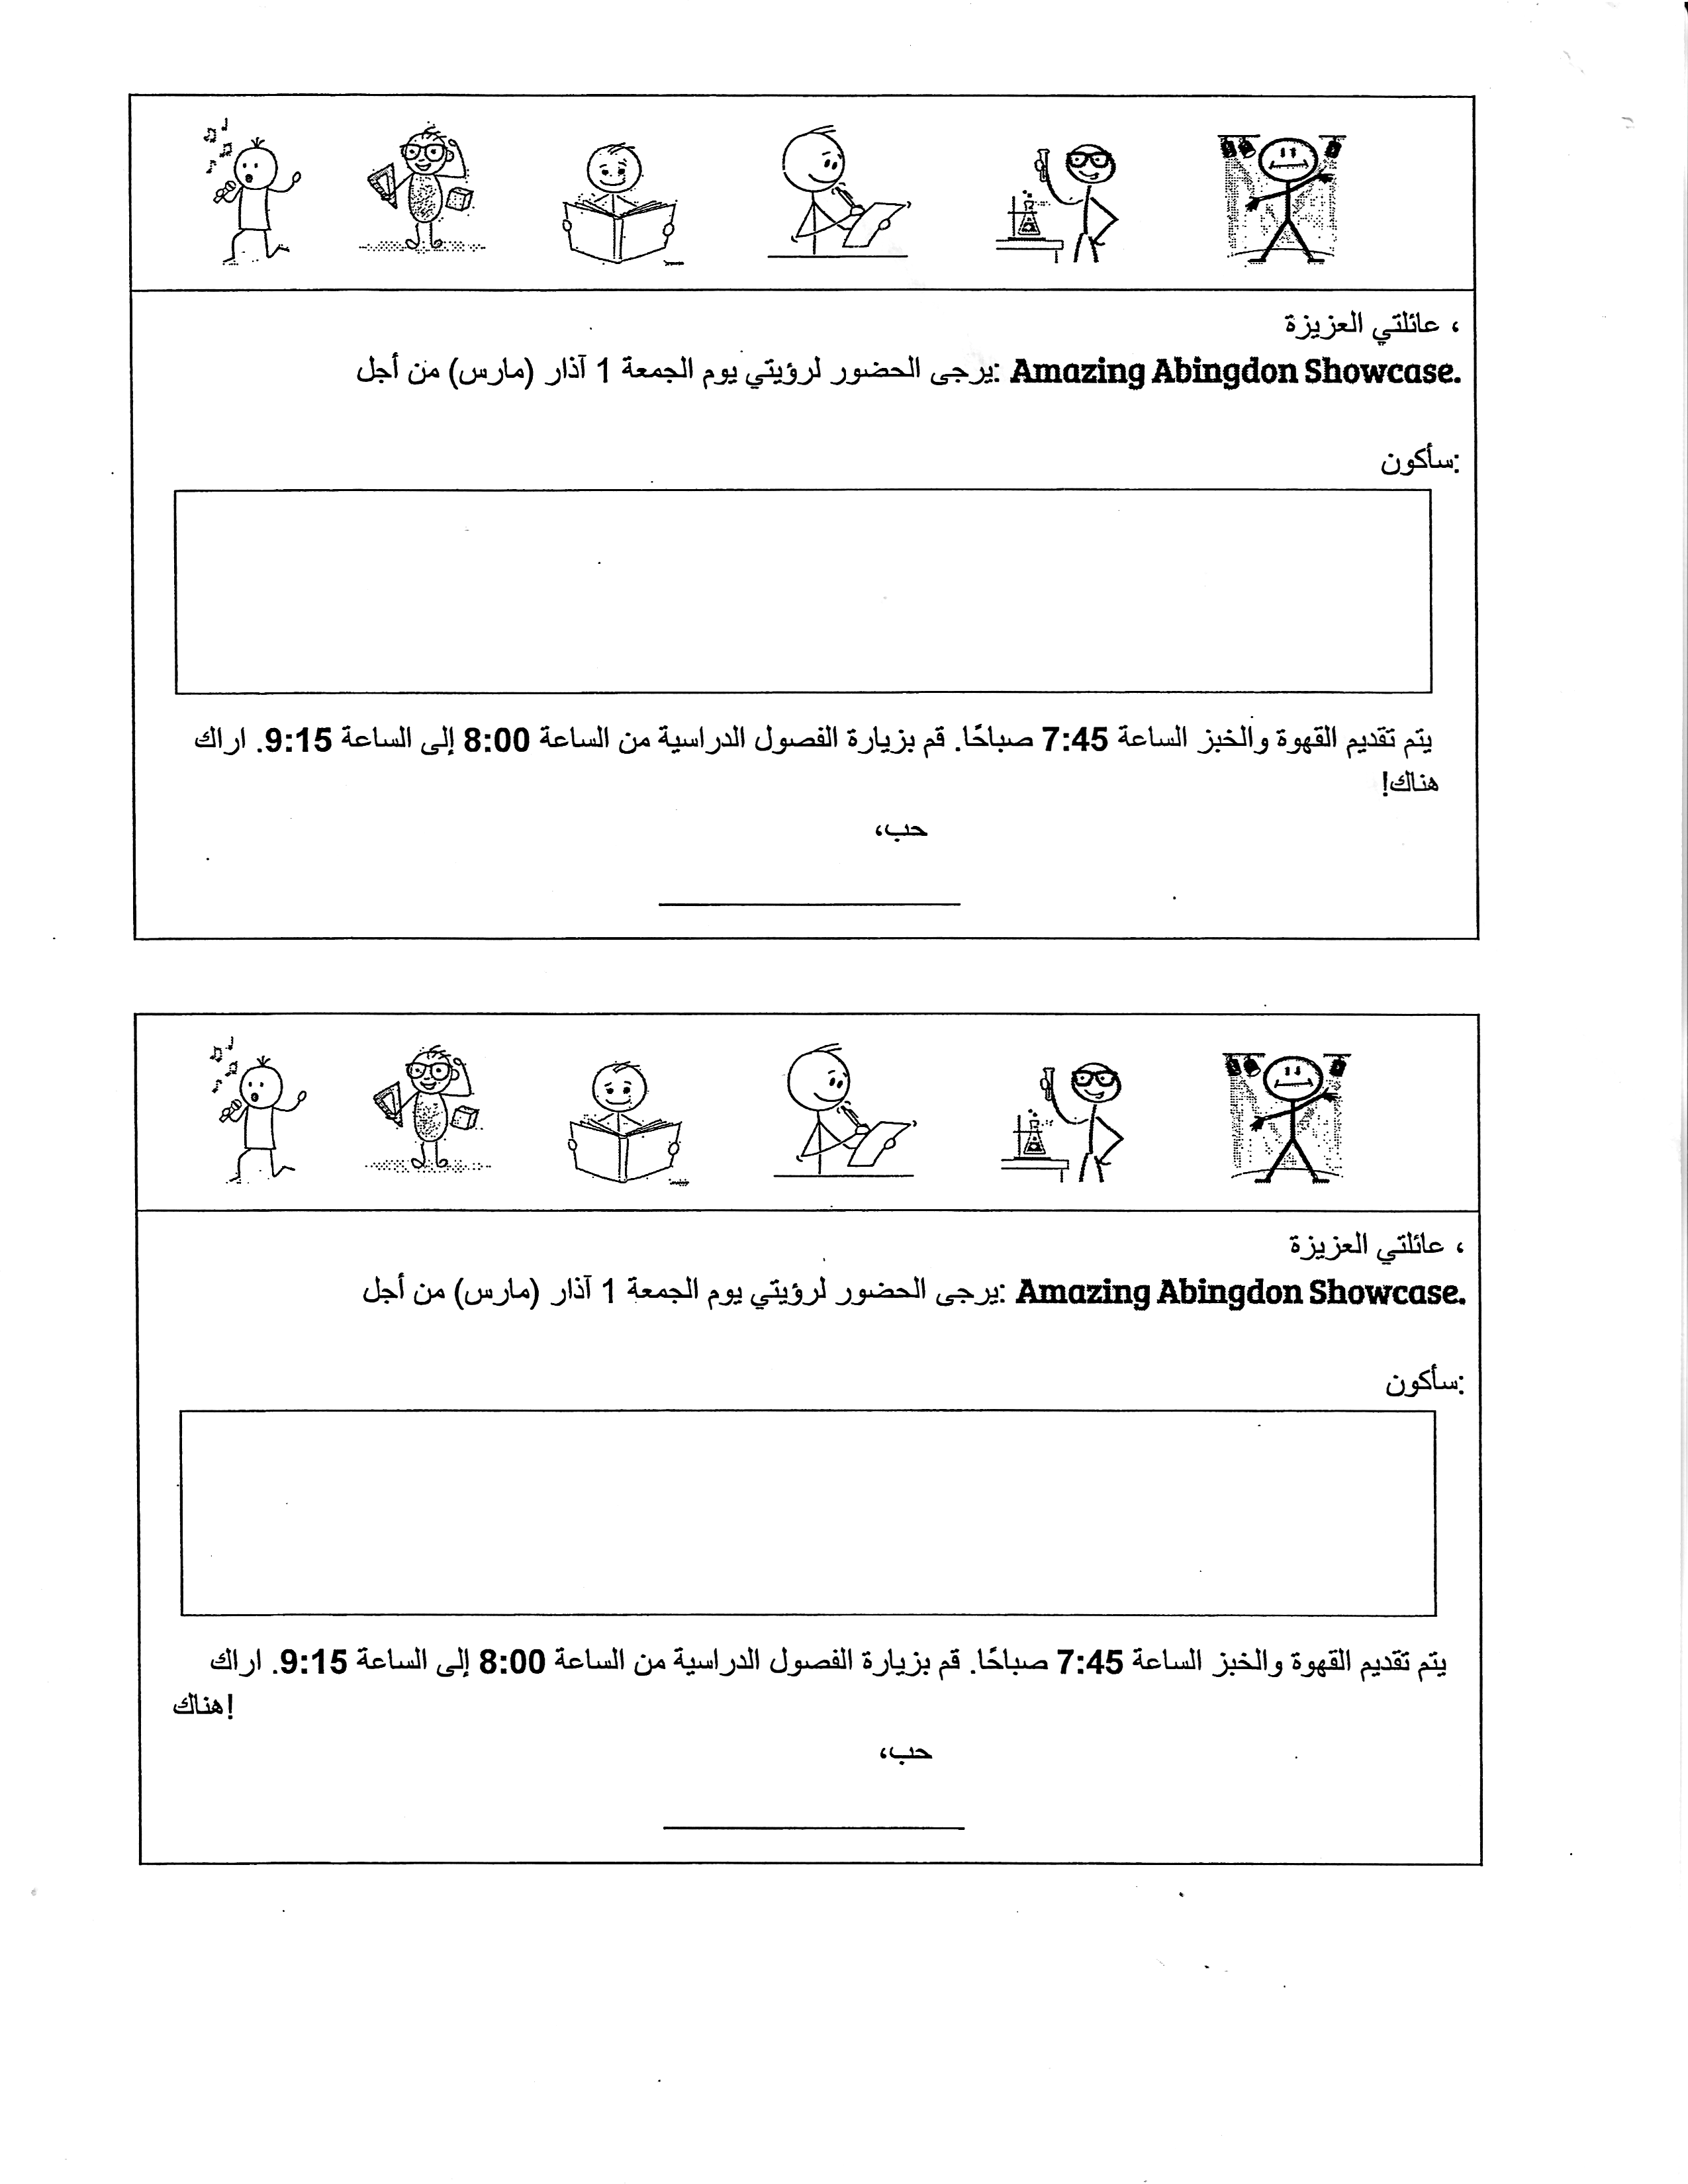 عائلتي العزيزة ،
يرجى الحضور لرؤيتي يوم الجمعة 1 آذار (مارس) من أجل: Amazing Abingdon Showcase.
سأكون:
يتم تقديم القهوة والخبز الساعة 7:45 صباحًا. قم بزيارة الفصول الدراسية من الساعة 8:00 إلى الساعة 9:15. اراك
هناك!
حب،
عائلتي العزيزة ،
يرجى الحضور لرؤيتي يوم الجمعة 1 آذار (مارس) من أجل: Amazing Abingdon Showcase.
سأكون:
يتم تقديم القهوة والخبز الساعة 7:45 صباحًا. قم بزيارة الفصول الدراسية من الساعة 8:00 إلى الساعة 9:15. اراك
هناك!
حب،